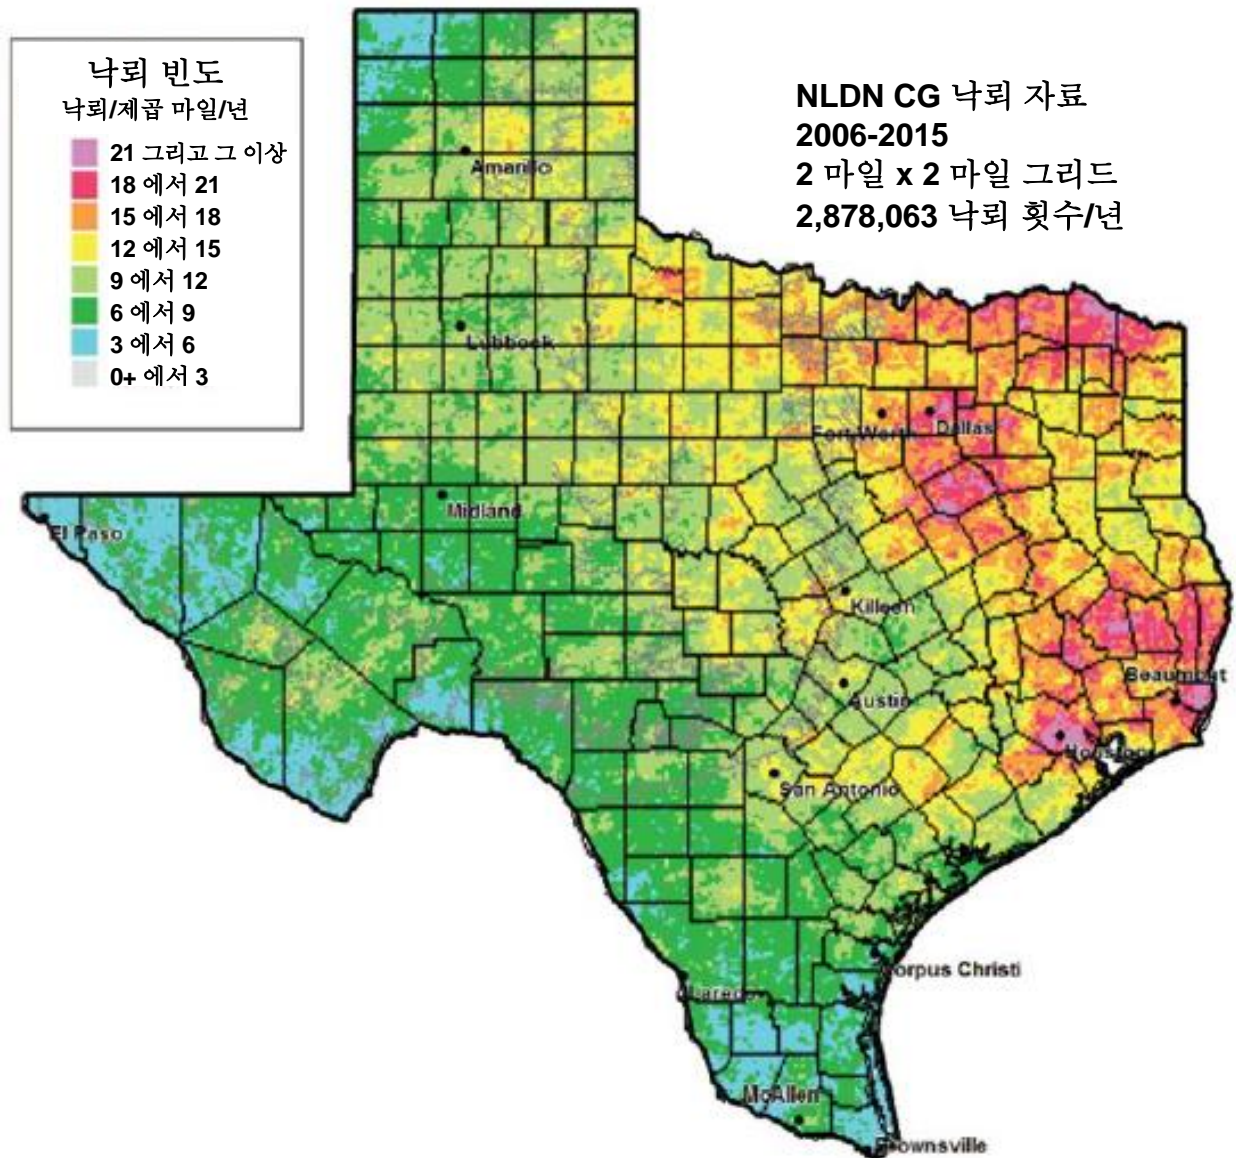 낙뢰 빈도
낙뢰/제곱 마일/년
21 그리고 그 이상
18 에서 21
15 에서 18
12 에서 15
9 에서 12
6 에서 9
3 에서 6
0+ 에서 3
NLDN CG 낙뢰 자료
2006-2015
2 마일 x 2 마일 그리드
2,878,063 낙뢰 횟수/년
Amarillo
Lubbock
Fort Worth
Dallas
Midland
El Paso
Killeen
Beaumont
Austin
Houston
San Antonio
Corpus Christi
Laredo
McAllen
Brownsville